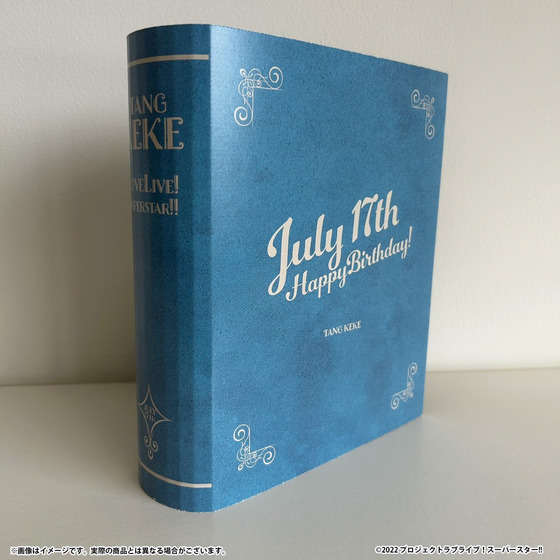 TANG
KEKE
LOVELIVE!
SUPERSTAR!!
July 17th
Happy Birthday!
TANG KEKE
※画像はイメージです。実際の商品とは異なる場合がございます。
©2022 プロジェクトラブライブ！スーパースター!!